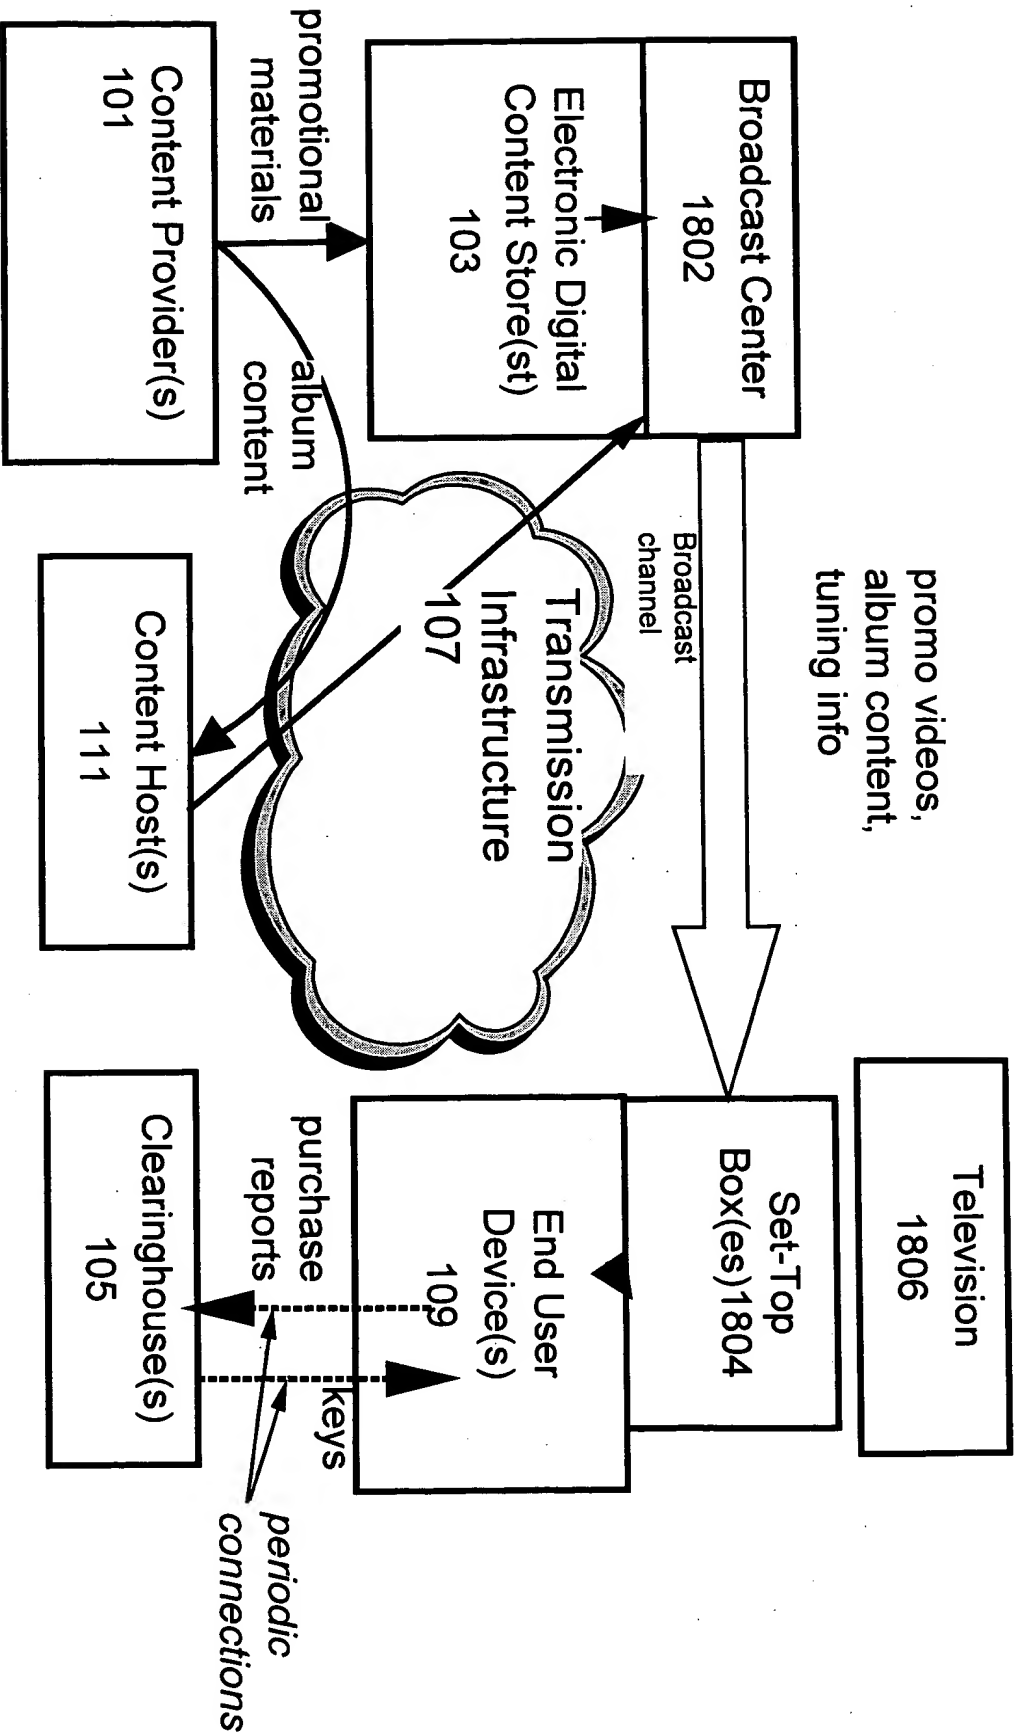 promo videos,
album content,
tuning info
Television
1806
Broadcast Center
1802
Broadcast
channel
Set-Top
Box(es)1804
Electronic Digital
Content Store(st)
103
Transmission
Infrastructure
107
End User
Device(s)
109
promotional
materials
album
content
purchase
reports
keys
periodic
connections
Content Provider(s)
101
Content Host(s)
111
Clearinghouse(s)
105